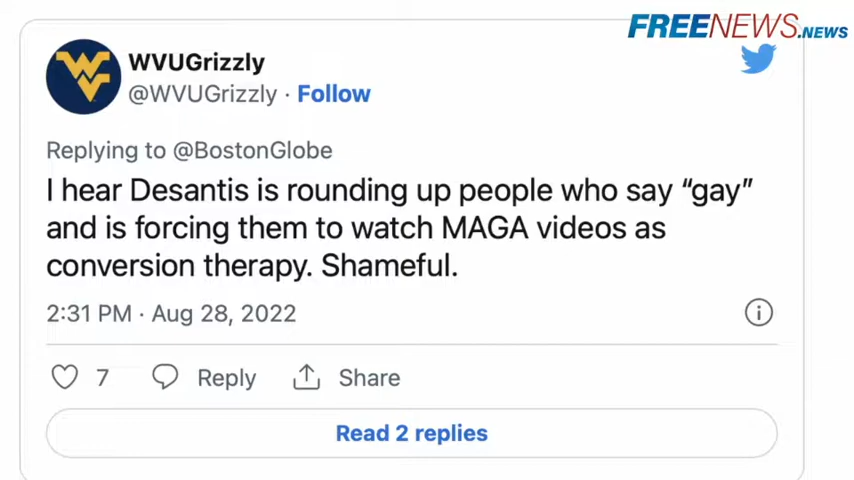 FREENEWS.NEWS
WVUGrizzly
@WVUGrizzly · Follow
Replying to @BostonGlobe
I hear Desantis is rounding up people who say “gay”
and is forcing them to watch MAGA videos as
conversion therapy. Shameful.
2:31 PM · Aug 28, 2022
7 Reply Share
Read 2 replies